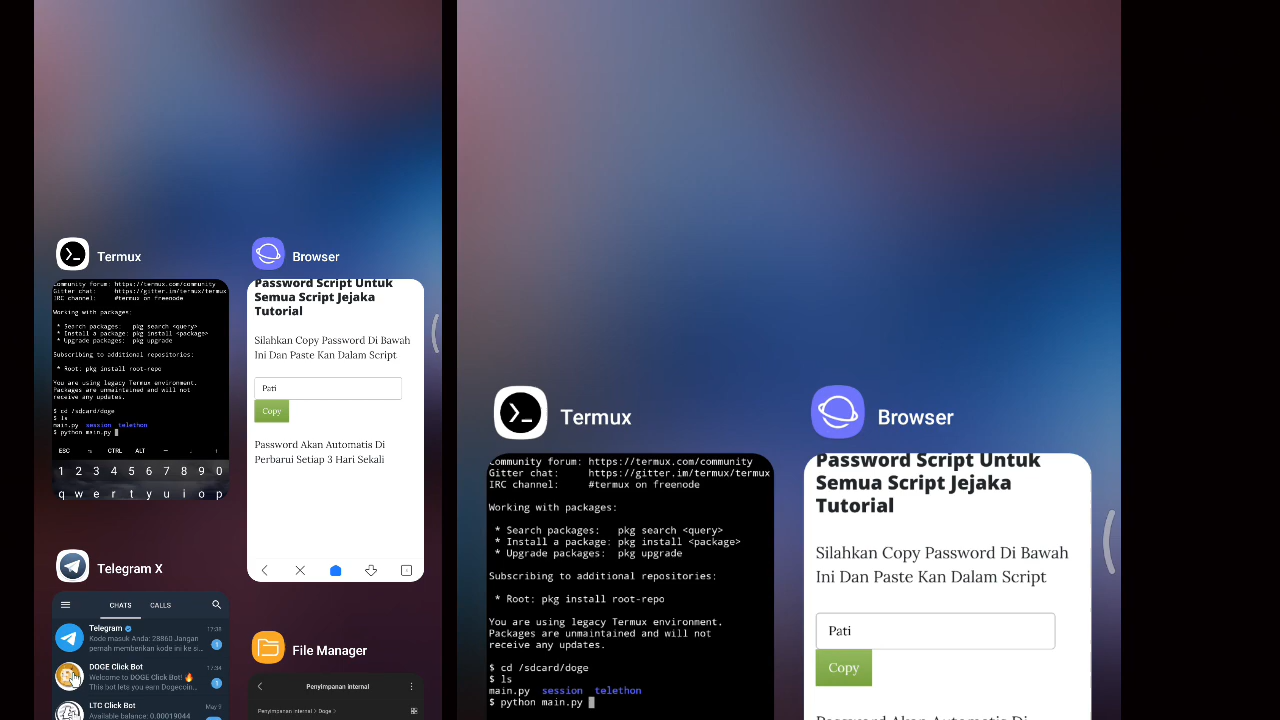 Termux
Community forum: https://termux.com/community
Gitter chat: https://gitter.im/termux/termux
IRC channel: #termux on freenode
Working with packages:
* Search packages: pkg search <query>
* Install a package: pkg install <package>
* Upgrade packages: pkg upgrade
Subscribing to additional repositories:
* Root: pkg install root-repo
You are using legacy Termux environment.
Packages are unmaintained and will not
receive any updates.
$ cd /sdcard/doge
$ ls
main.py session telethon
$ python main.py
ESC CTRL ALT
1 2 3 4 5 6 7 8 9 0
q w e r t y u i o p
Browser
Password Script Untuk
Semua Script Jejaka
Tutorial
Silahkan Copy Password Di Bawah
Ini Dan Paste Kan Dalam Script
Pati
Copy
Password Akan Automatis Di
Perbarui Setiap 3 Hari Sekali
Telegram X
CHATS CALLS
Telegram 17:36
Kode masuk Anda: 28860 Jangan
pernah memberikan kode ini ke si...
1
DOGE Click Bot 17:34
Welcome to DOGE Click Bot! 🔥
This bot lets you earn Dogecoin...
1
LTC Click Bot May 9
Available balance: 0.00019044
File Manager
Penyimpanan Internal
Penyimpanan internal > Doge >
Termux
Community forum: https://termux.com/community
Gitter chat: https://gitter.im/termux/termux
IRC channel: #termux on freenode
Working with packages:
* Search packages: pkg search <query>
* Install a package: pkg install <package>
* Upgrade packages: pkg upgrade
Subscribing to additional repositories:
* Root: pkg install root-repo
You are using legacy Termux environment.
Packages are unmaintained and will not
receive any updates.
$ cd /sdcard/doge
$ ls
main.py session telethon
$ python main.py
Browser
Password Script Untuk
Semua Script Jejaka
Tutorial
Silahkan Copy Password Di Bawah
Ini Dan Paste Kan Dalam Script
Pati
Copy
Password Akan Automatis Di